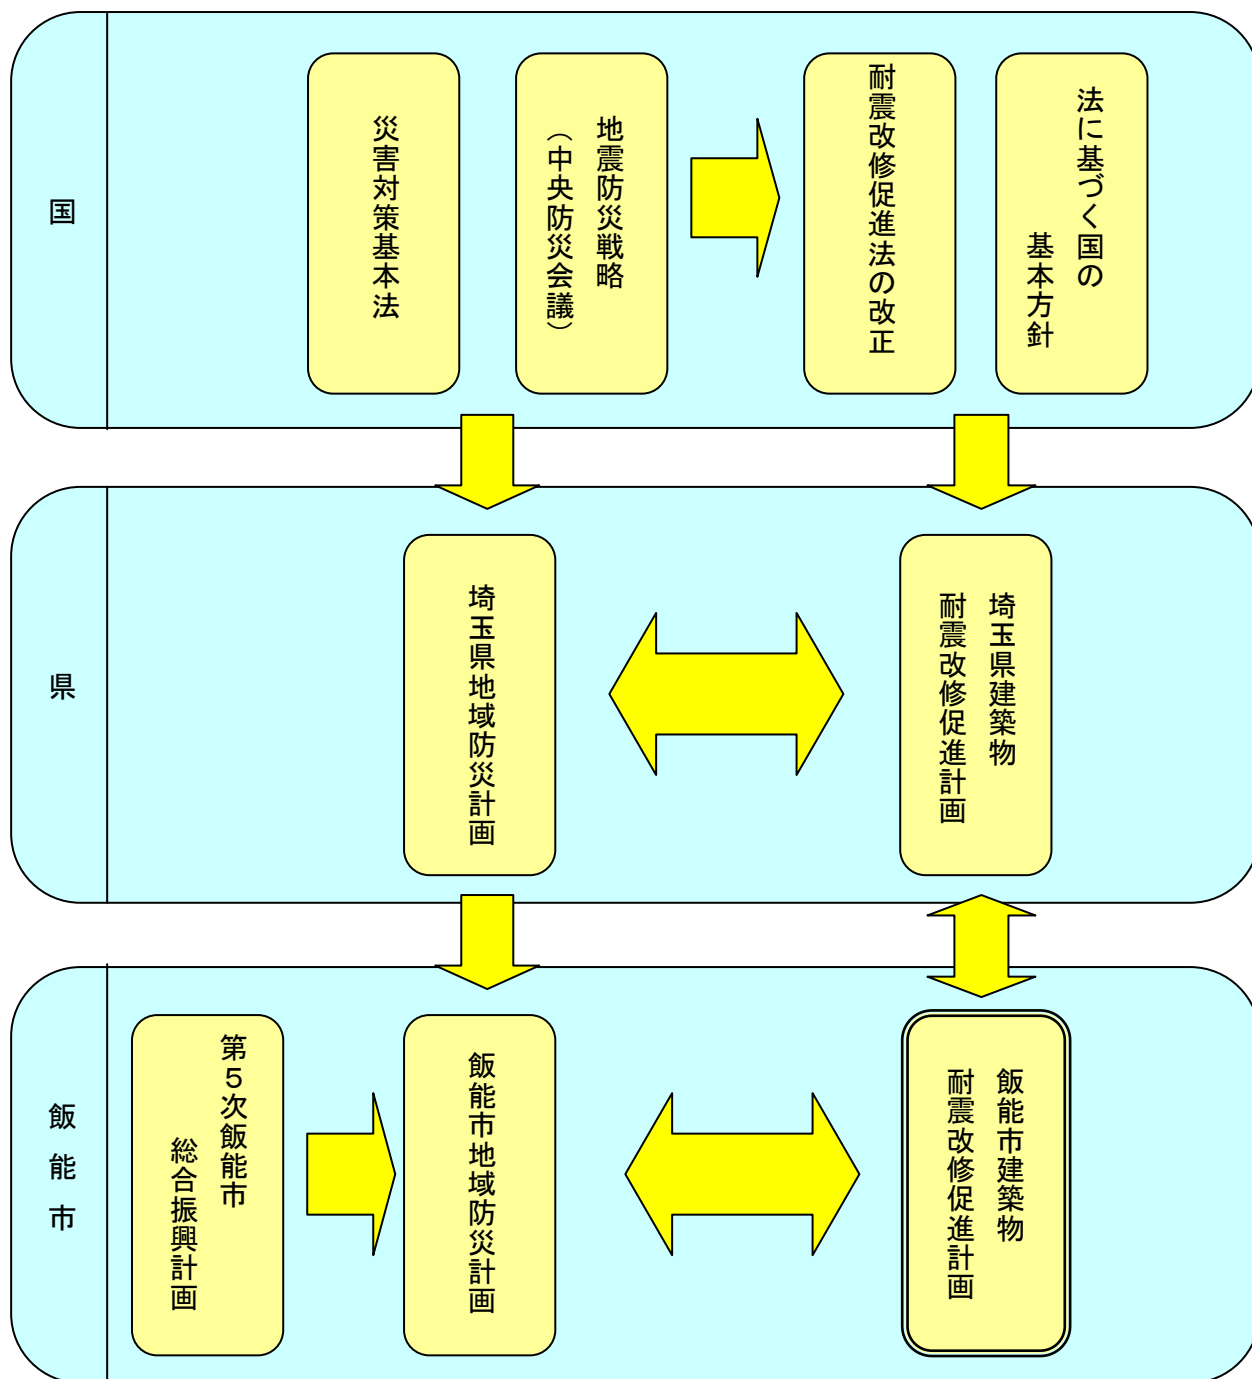 国
災害対策基本法
地震防災戦略
（中央防災会議）
耐震改修促進法の改正
法に基づく国の
基本方針
県
埼玉県地域防災計画
埼玉県建築物
耐震改修促進計画
飯能市
第５次飯能市
総合振興計画
飯能市地域防災計画
飯能市建築物
耐震改修促進計画